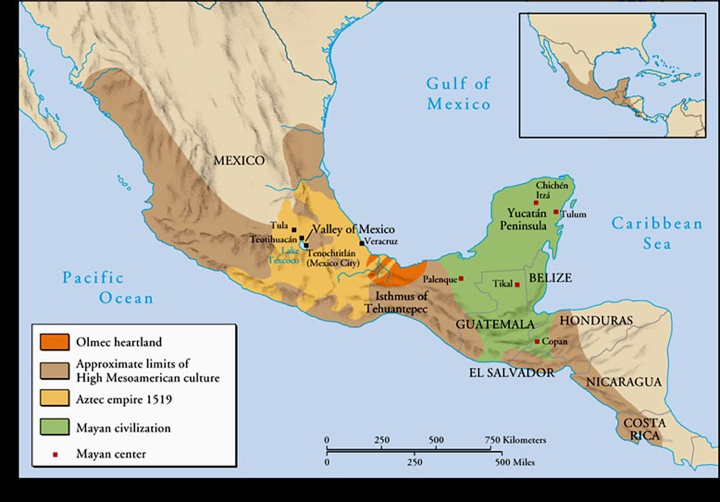 Gulf of
Mexico
MEXICO
Chichén
Itzá
Yucatán
Peninsula
Tulum
Caribbean
Sea
Tula
Valley of Mexico
Teotihuacán
Veracruz
Lake
Texcoco
Tenochtitlán
(Mexico City)
Pacific
Ocean
Palenque
Tikal
BELIZE
Isthmus of
Tehuantepec
GUATEMALA
HONDURAS
Copan
EL SALVADOR
NICARAGUA
COSTA
RICA
Olmec heartland
Approximate limits of
High Mesoamerican culture
Aztec empire 1519
Mayan civilization
Mayan center
0 250 500 750 Kilometers
0 250 500 Miles